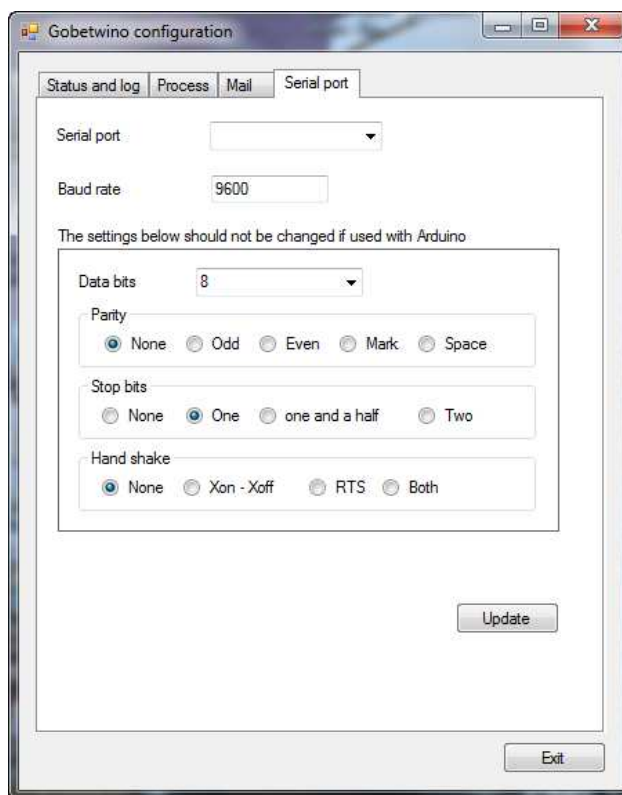 Gobetwino configuration
Status and log Process Mail Serial port
Serial port
Baud rate 9600
The settings below should not be changed if used with Arduino
Data bits 8
Parity
None Odd Even Mark Space
Stop bits
None One one and a half Two
Hand shake
None Xon - Xoff RTS Both
Update
Exit